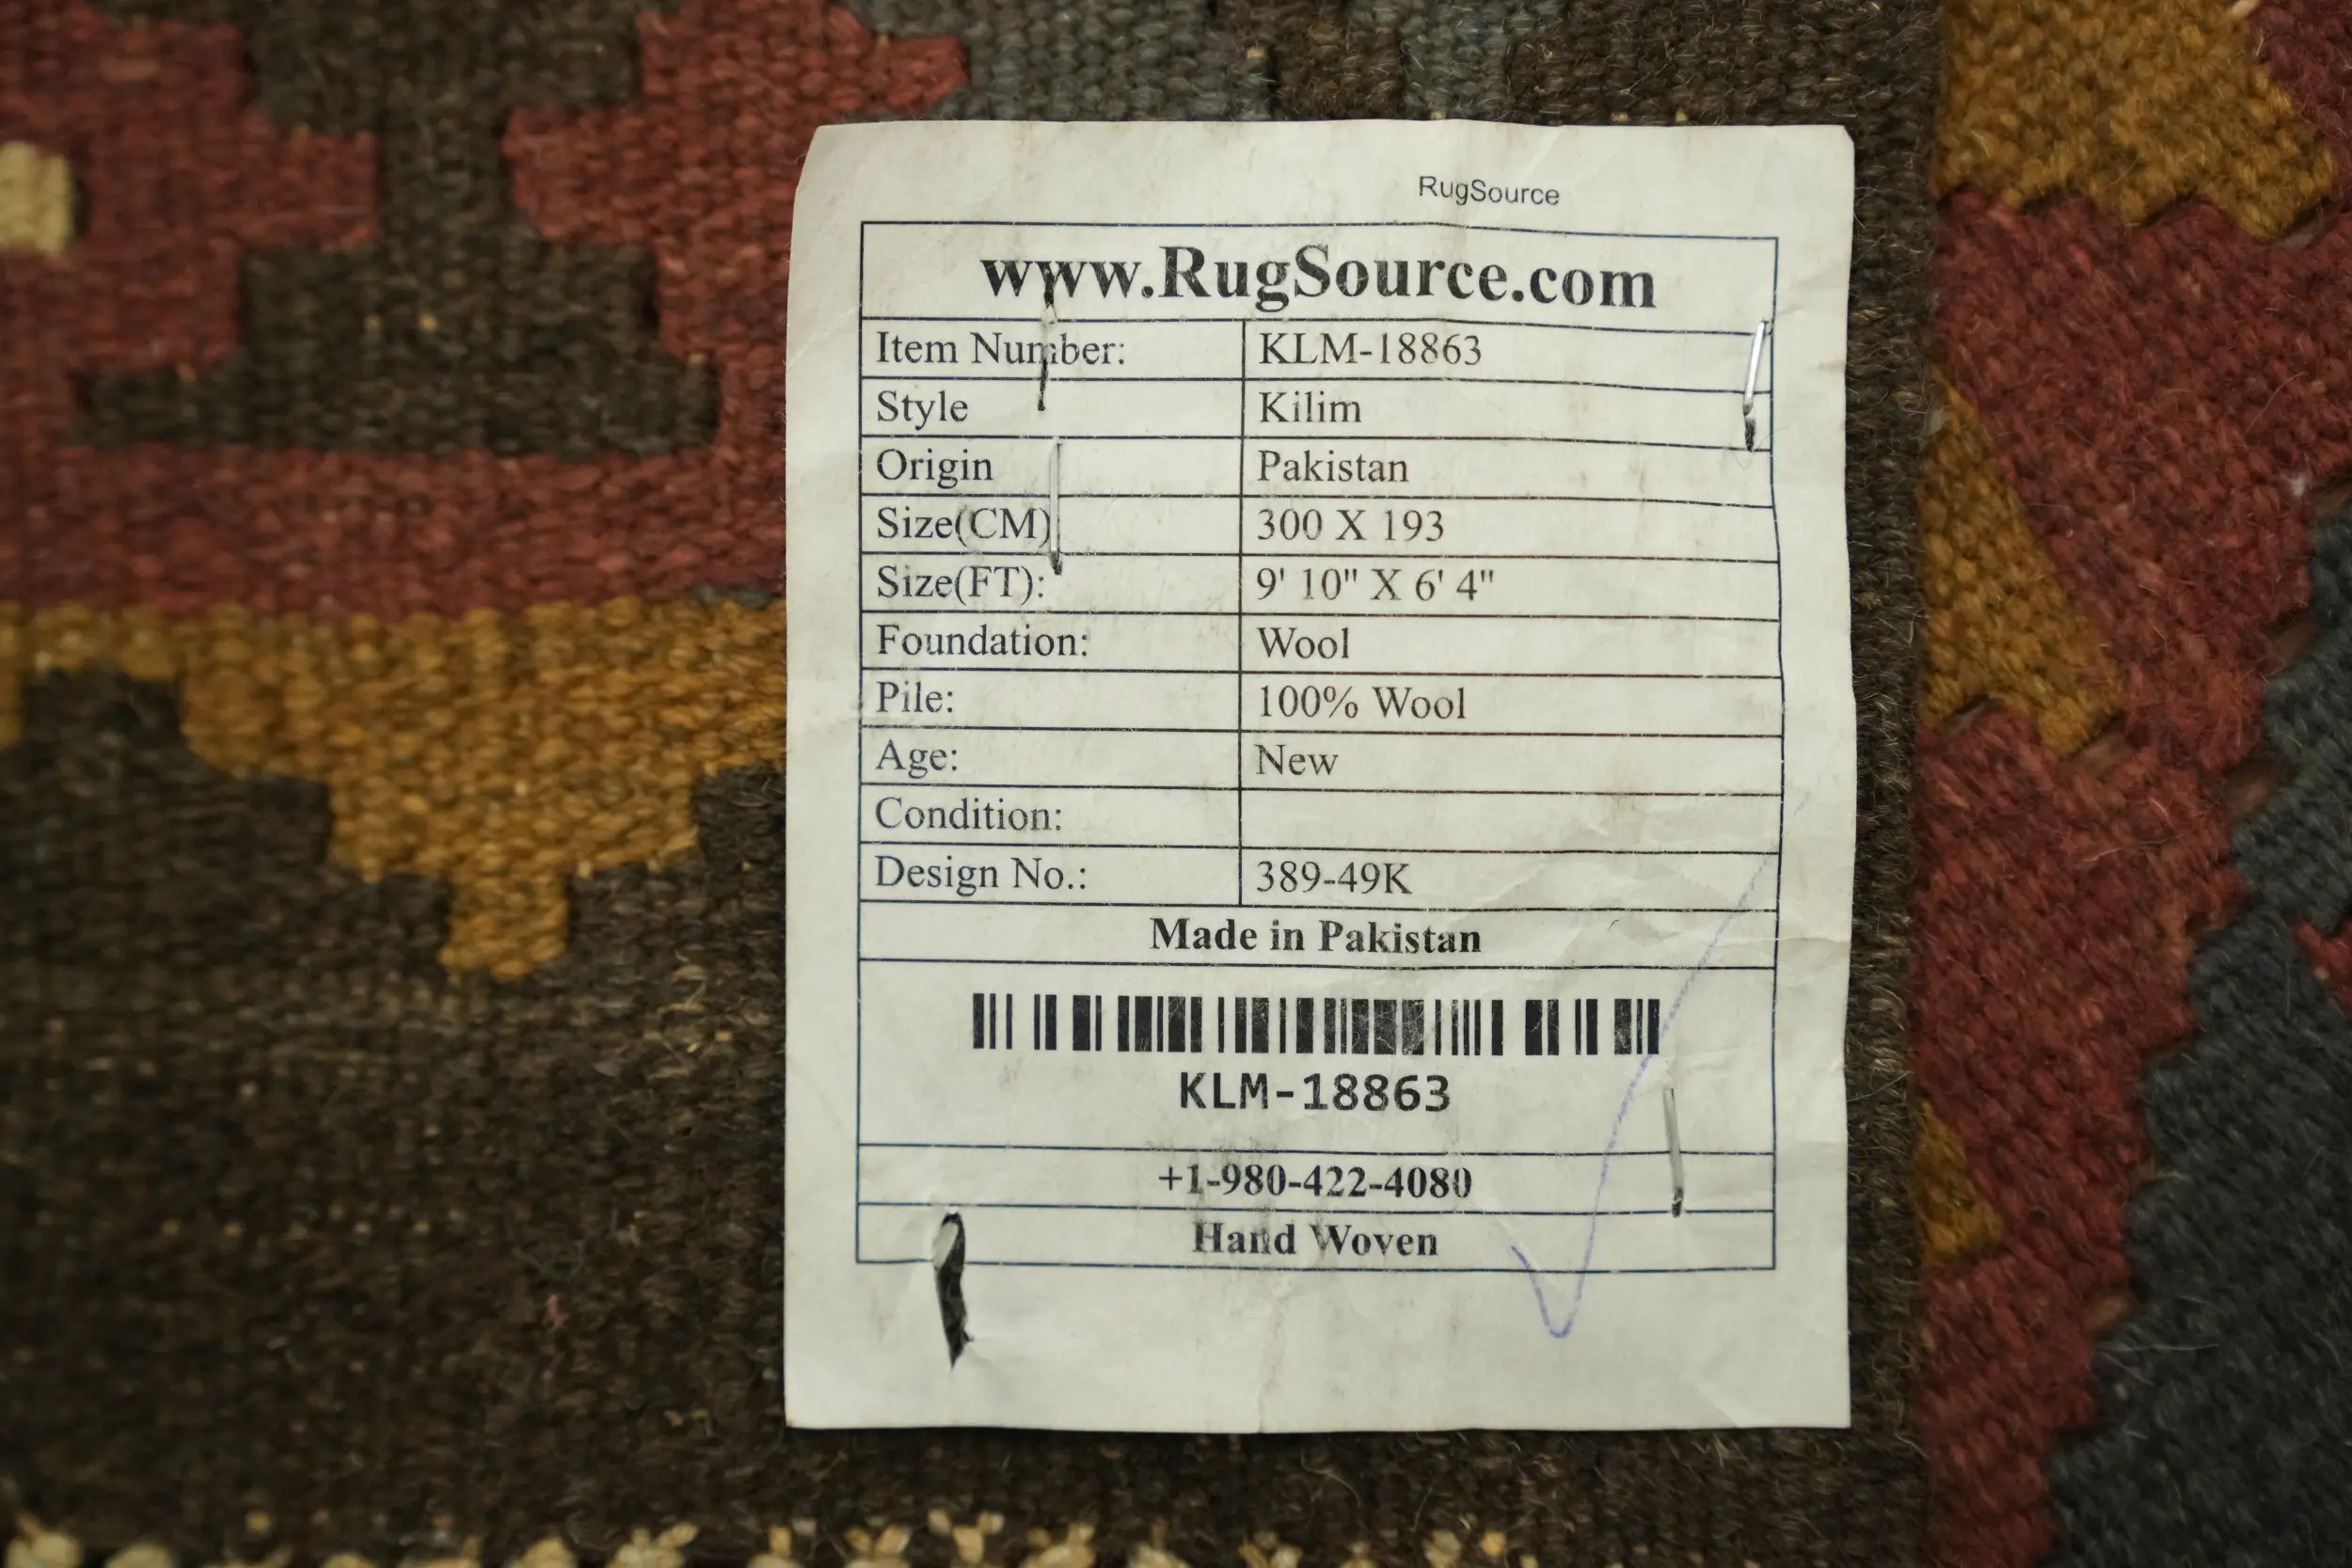 RugSource
www.RugSource.com
Item Number: KLM-18863
Style Kilim
Origin Pakistan
Size(CM) 300 X 193
Size(FT): 9' 10" X 6' 4"
Foundation: Wool
Pile: 100% Wool
Age: New
Condition:
Design No.: 389-49K
Made in Pakistan
KLM-18863
+1-980-422-4080
Hand Woven